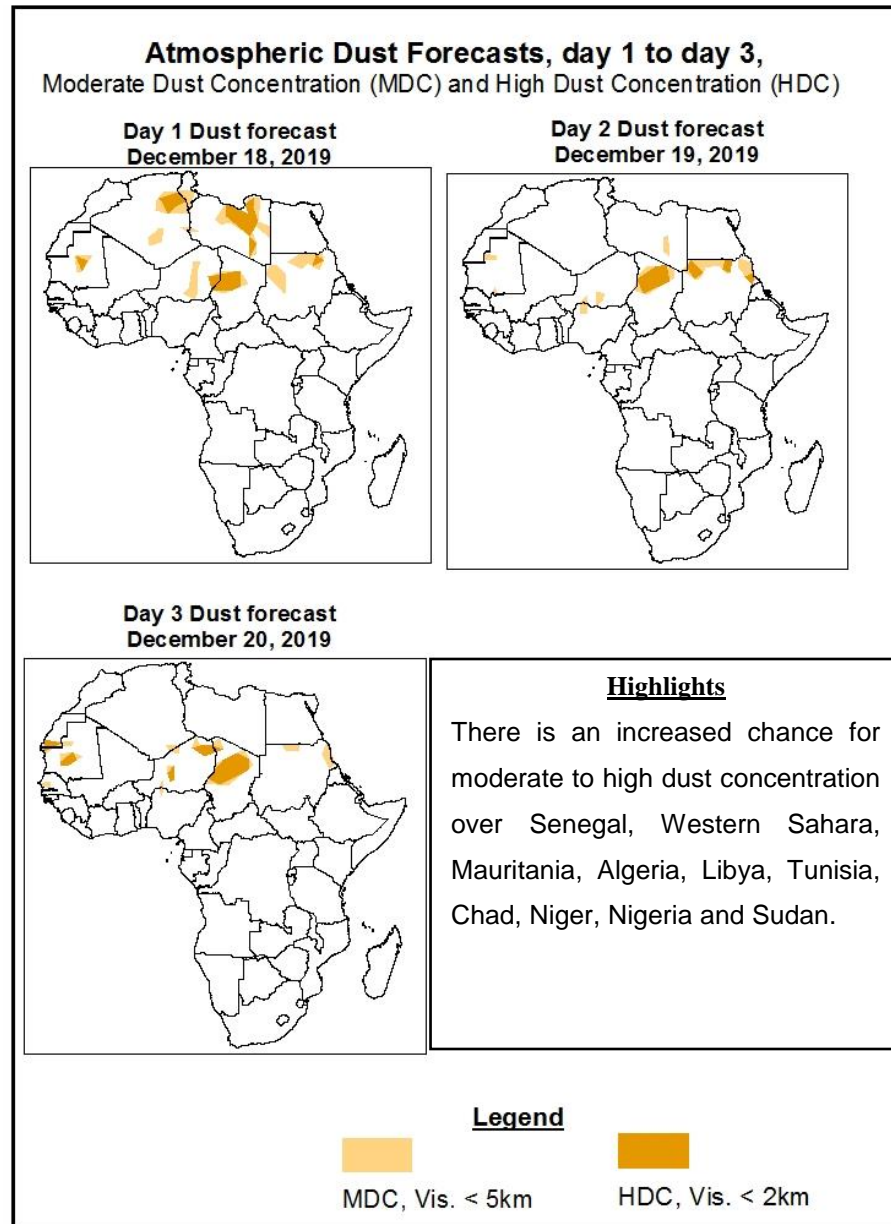 Atmospheric Dust Forecasts, day 1 to day 3,
Moderate Dust Concentration (MDC) and High Dust Concentration (HDC)
Day 1 Dust forecast
December 18, 2019
Day 2 Dust forecast
December 19, 2019
Day 3 Dust forecast
December 20, 2019
Highlights
There is an increased chance for
moderate to high dust concentration
over Senegal, Western Sahara,
Mauritania, Algeria, Libya, Tunisia,
Chad, Niger, Nigeria and Sudan.
Legend
MDC, Vis. < 5km
HDC, Vis. < 2km